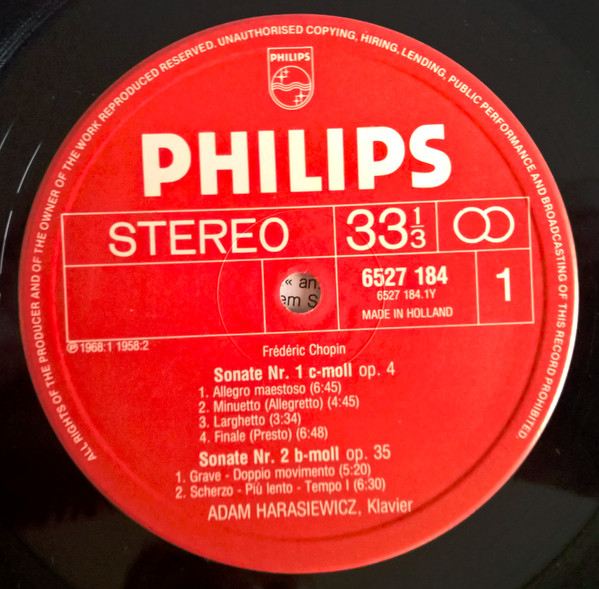 ALL RIGHTS OF THE PRODUCER AND OF THE OWNER OF THE WORK REPRODUCED RESERVED. UNAUTHORISED COPYING, HIRING, LENDING, PUBLIC PERFORMANCE AND BROADCASTING OF THIS RECORD PROHIBITED.
PHILIPS
PHILIPS
STEREO
33 1/3
6527 184
6527 184.1Y
MADE IN HOLLAND
1
« an
em S
℗ 1968:1 1958:2
Frédéric Chopin
Sonate Nr. 1 c-moll op. 4
1. Allegro maestoso (6:45)
2. Minuetto (Allegretto) (4:45)
3. Larghetto (3:34)
4. Finale (Presto) (6:48)
Sonate Nr. 2 b-moll op. 35
1. Grave - Doppio movimento (5:20)
2. Scherzo - Più lento - Tempo I (6:30)
ADAM HARASIEWICZ, Klavier